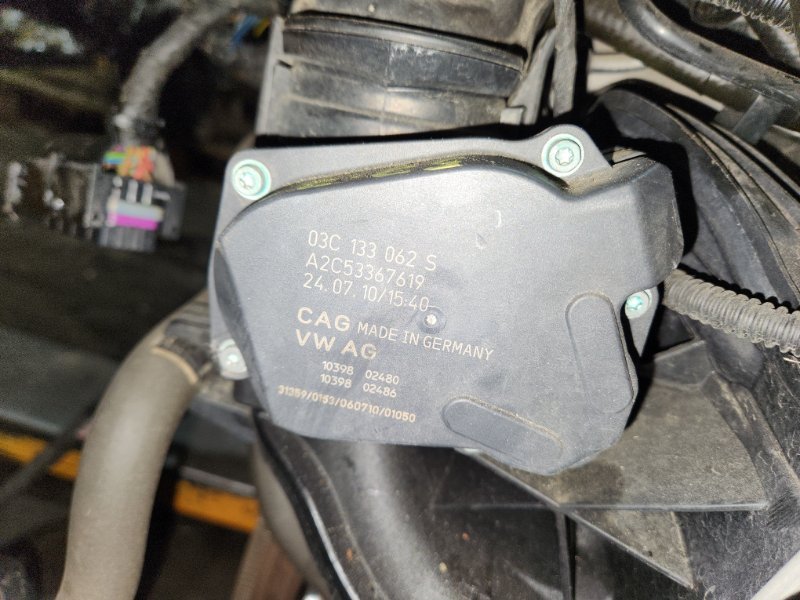 03C 133 062 S
A2C53367619
24.07.10/15:40
CAG MADE IN GERMANY
VW AG
10398 02480
10398 02486
31359/0153/060710/01050